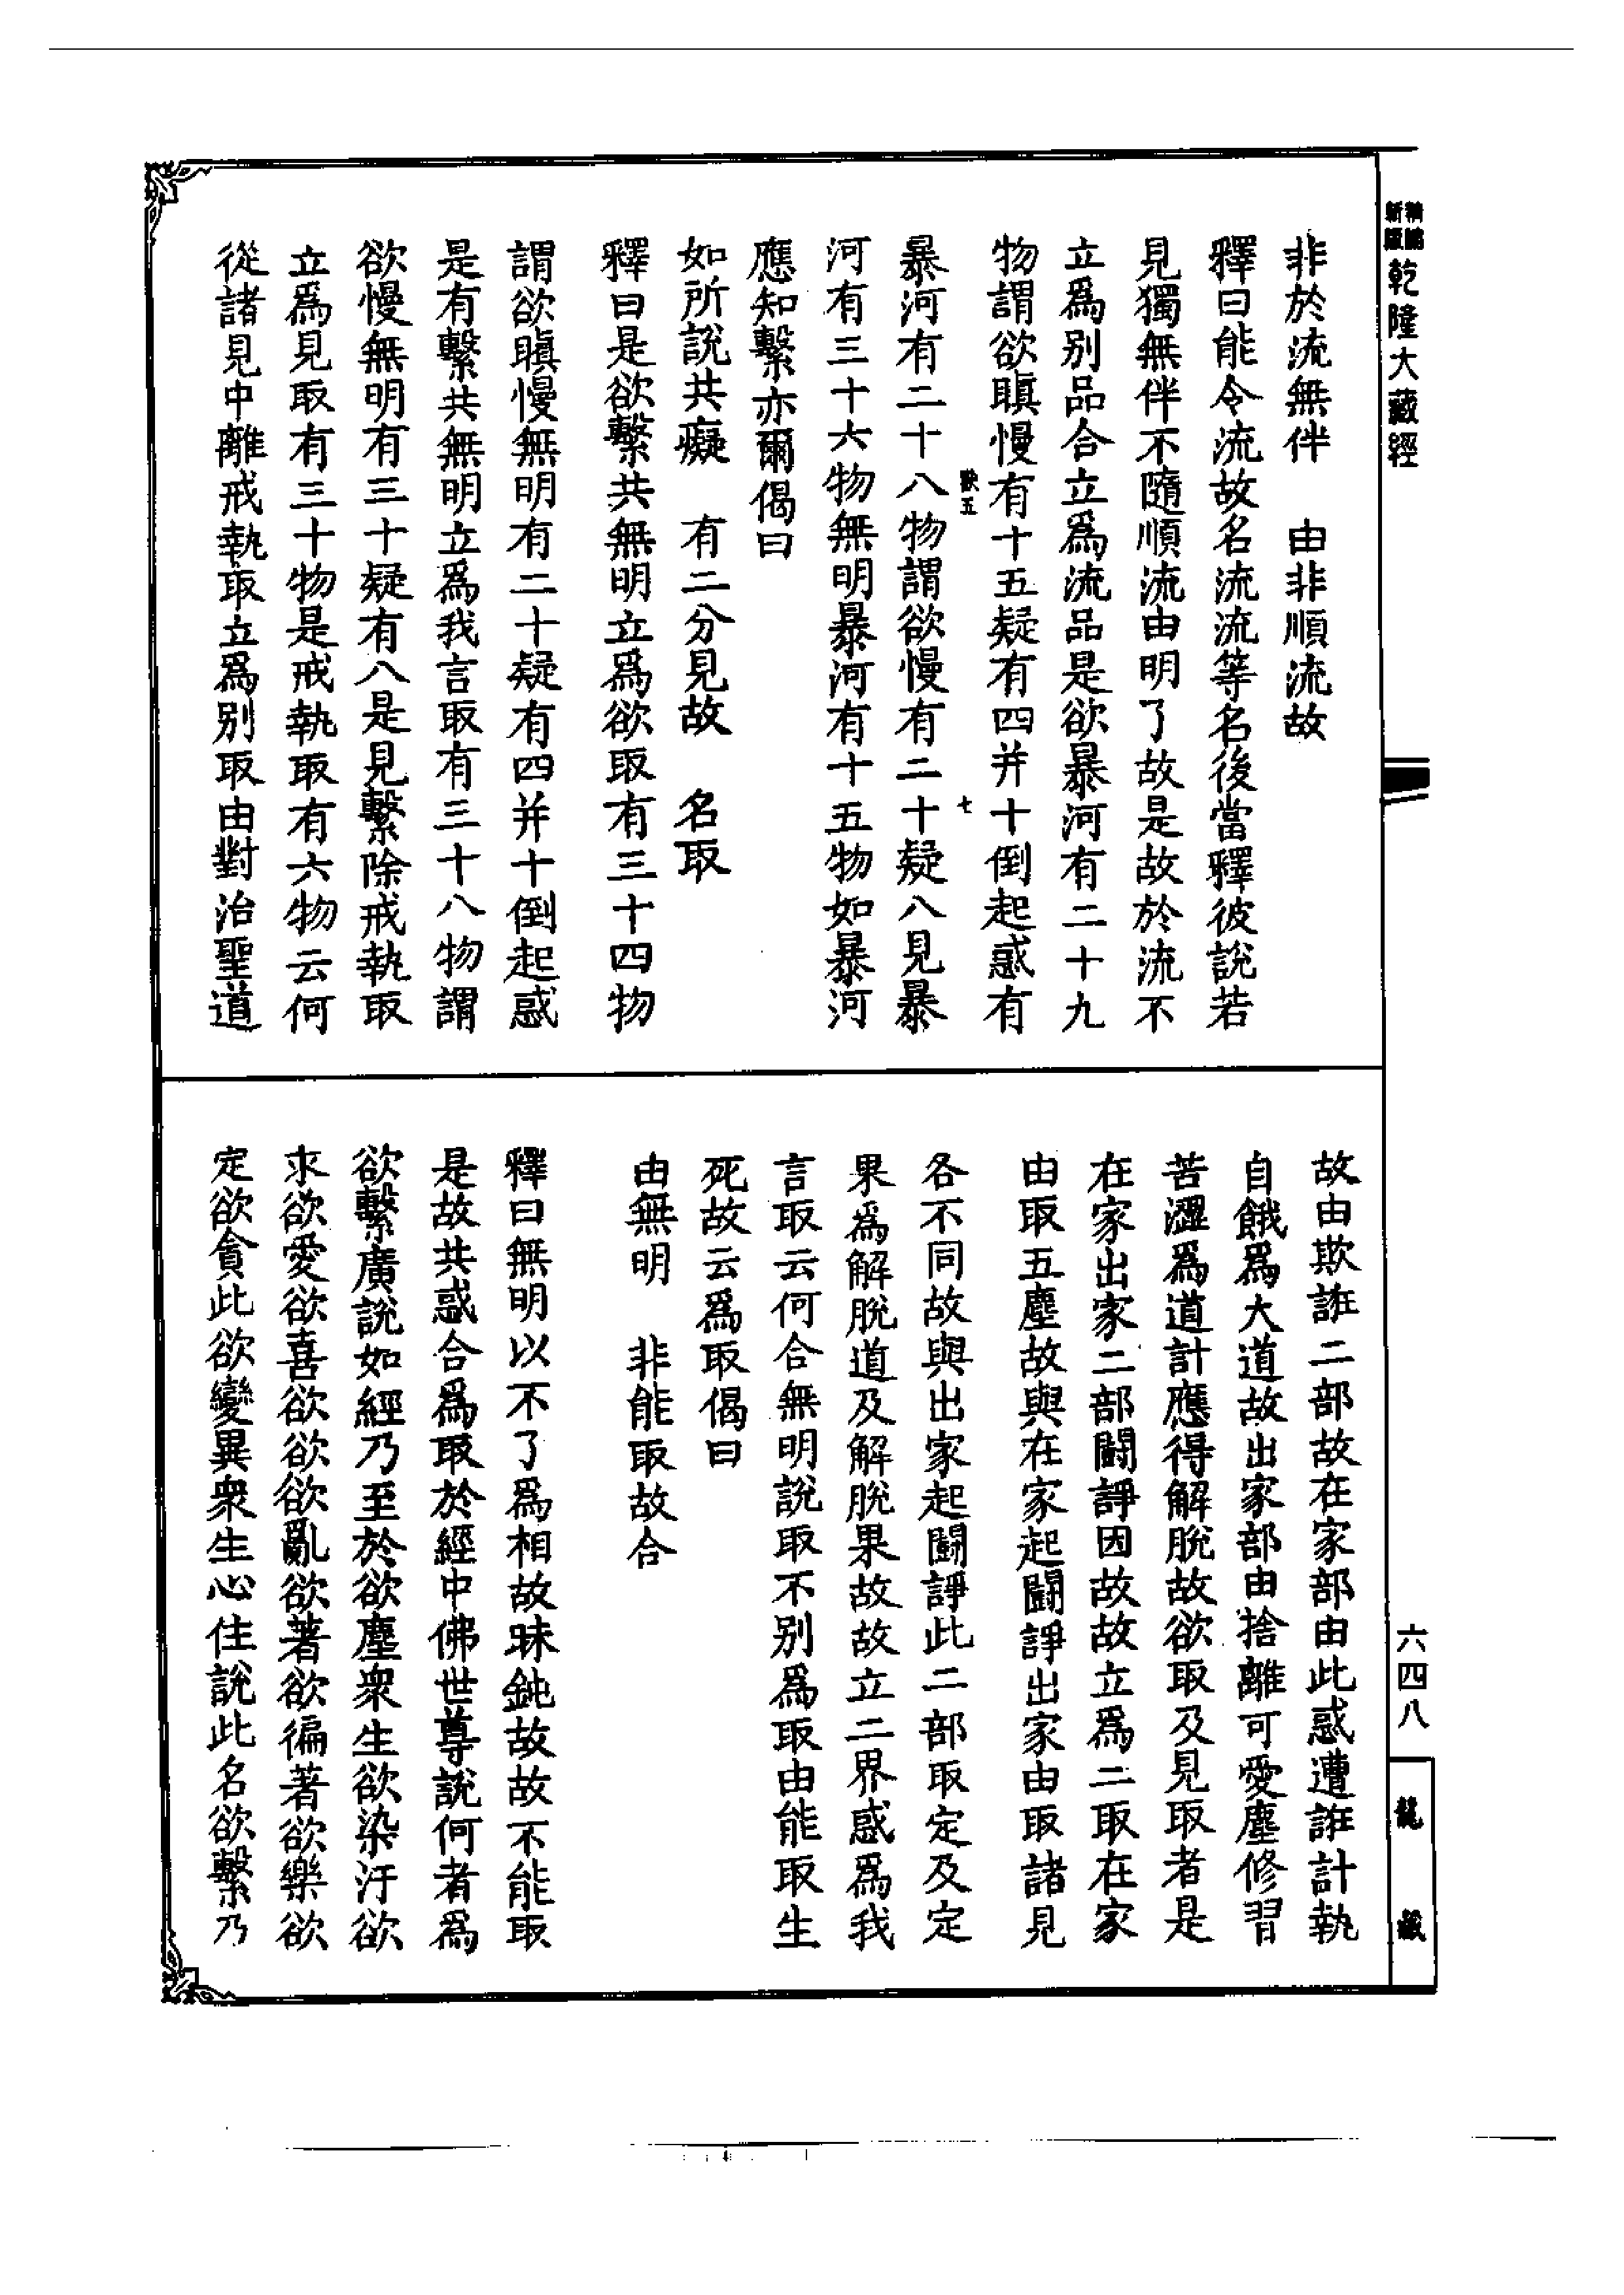 新版 精編 乾隆大藏經
非於流無伴　由非順流故
釋曰能令流故名流流等名後當釋彼說若
見獨無伴不隨順流由明了故是故於流不
立爲别品合立爲流品是欲暴河有二十九
物謂欲瞋慢有十五疑有四并十倒起惑有
七
暴河有二十八物謂欲慢有二十疑八見暴
河有三十六物無明暴河有十五物如暴河
應知繫亦爾偈曰
如所說共癡　有二分見故　名取
釋曰是欲繫共無明立爲欲取有三十四物
謂欲瞋慢無明有二十疑有四并十倒起惑
是有繫共無明立爲我言取有三十八物謂
欲慢無明有三十疑有八是見繫除戒執取
立爲見取有三十物是戒執取有六物云何
從諸見中離戒執取立爲别取由對治聖道
故由欺誑二部故在家部由此惑遭誑計執
自餓爲大道故出家部由捨離可愛塵修習
苦澀爲道計應得解脫故欲取及見取者是
在家出家二部鬪諍因故故立爲二取在家
由取五塵故與在家起鬪諍出家由取諸見
各不同故與出家起鬪諍此二部取定及定
果爲解脫道及解脫果故故立二界惑爲我
言取云何合無明說取不别爲取由能取生
死故云爲取偈曰
由無明　非能取故合
釋曰無明以不了爲相故昧鈍故故不能取
是故共惑合爲取於經中佛世尊說何者爲
欲繫廣說如經乃至於欲塵衆生欲染汙欲
求欲愛欲喜欲欲欲亂欲著欲徧著欲樂欲
定欲貪此欲變異衆生心住說此名欲繫乃
六四八
龍藏